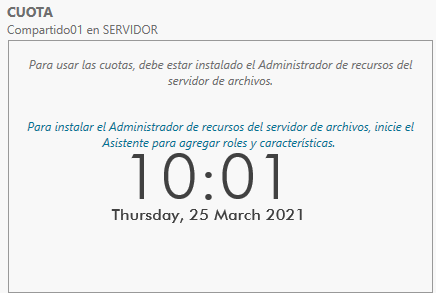 CUOTA
Compartido01 en SERVIDOR
Para usar las cuotas, debe estar instalado el Administrador de recursos del
servidor de archivos.
Para instalar el Administrador de recursos del servidor de archivos, inicie el
Asistente para agregar roles y características.
10:01
Thursday, 25 March 2021